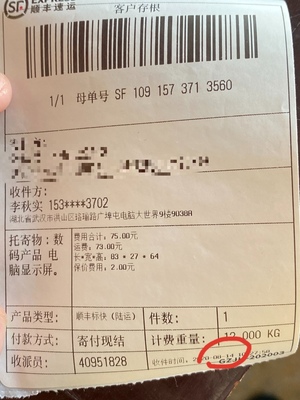 SF EXPRESS
顺丰速运
客户存根
1/1 母单号 SF 109 157 371 3560
收件方:
李秋实 153****3702
湖北省武汉市洪山区珞瑜路广埠屯电脑大世界9楼903BA
托寄物: 数码产品 电脑显示屏。
费用合计: 75.00元
运费: 73.00元
长*宽*高: 83 * 27 * 64
保价费用: 2.00元
产品类型: 顺丰标快(陆运) 件数: 1
付款方式: 寄付现结 计费重量: 12.000 KG
收派员: 40951828 收件时间: